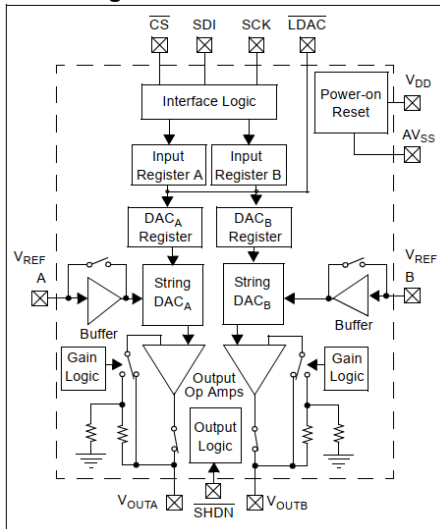 CS SDI SCK LDAC
VDD
Interface Logic
Power-on
Reset
AVSS
Input
Register A
Input
Register B
DACA
Register
DACB
Register
VREF
A
VREF
B
String
DACA
String
DACB
Buffer
Buffer
Gain
Logic
Gain
Logic
Output
Op Amps
Output
Logic
VOUTA
SHDN
VOUTB